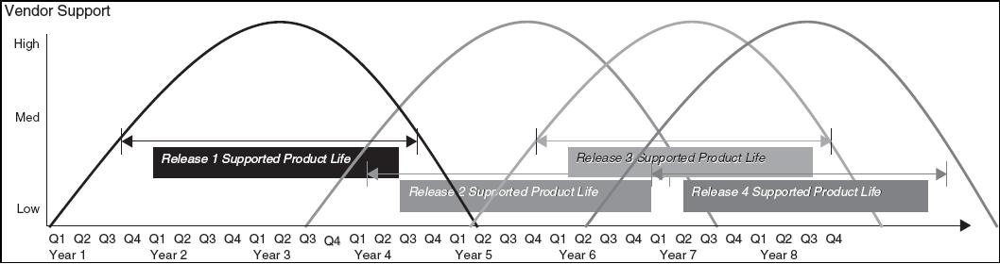 Vendor Support
High
Med
Low
Release 1 Supported Product Life
Release 3 Supported Product Life
Release 2 Supported Product Life
Release 4 Supported Product Life
Q1 Q2 Q3 Q4 Q1 Q2 Q3 Q4 Q1 Q2 Q3 Q4 Q1 Q2 Q3 Q4 Q1 Q2 Q3 Q4 Q1 Q2 Q3 Q4 Q1 Q2 Q3 Q4 Q1 Q2 Q3 Q4
Year 1 Year 2 Year 3 Year 4 Year 5 Year 6 Year 7 Year 8